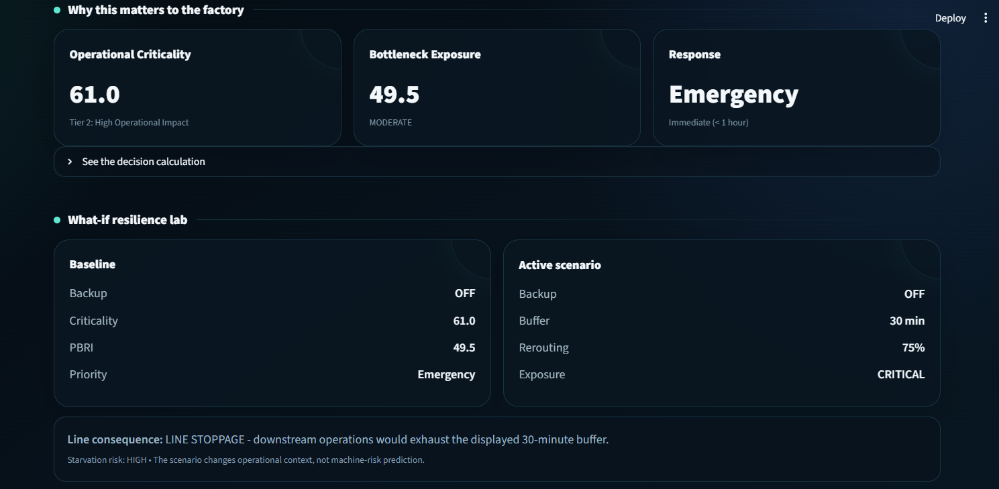 Why this matters to the factory
Deploy
Operational Criticality
61.0
Tier 2: High Operational Impact
Bottleneck Exposure
49.5
MODERATE
Response
Emergency
Immediate (< 1 hour)
See the decision calculation
What-if resilience lab
Baseline
Backup OFF
Criticality 61.0
PBRI 49.5
Priority Emergency
Active scenario
Backup OFF
Buffer 30 min
Rerouting 75%
Exposure CRITICAL
Line consequence: LINE STOPPAGE - downstream operations would exhaust the displayed 30-minute buffer.
Starvation risk: HIGH • The scenario changes operational context, not machine-risk prediction.